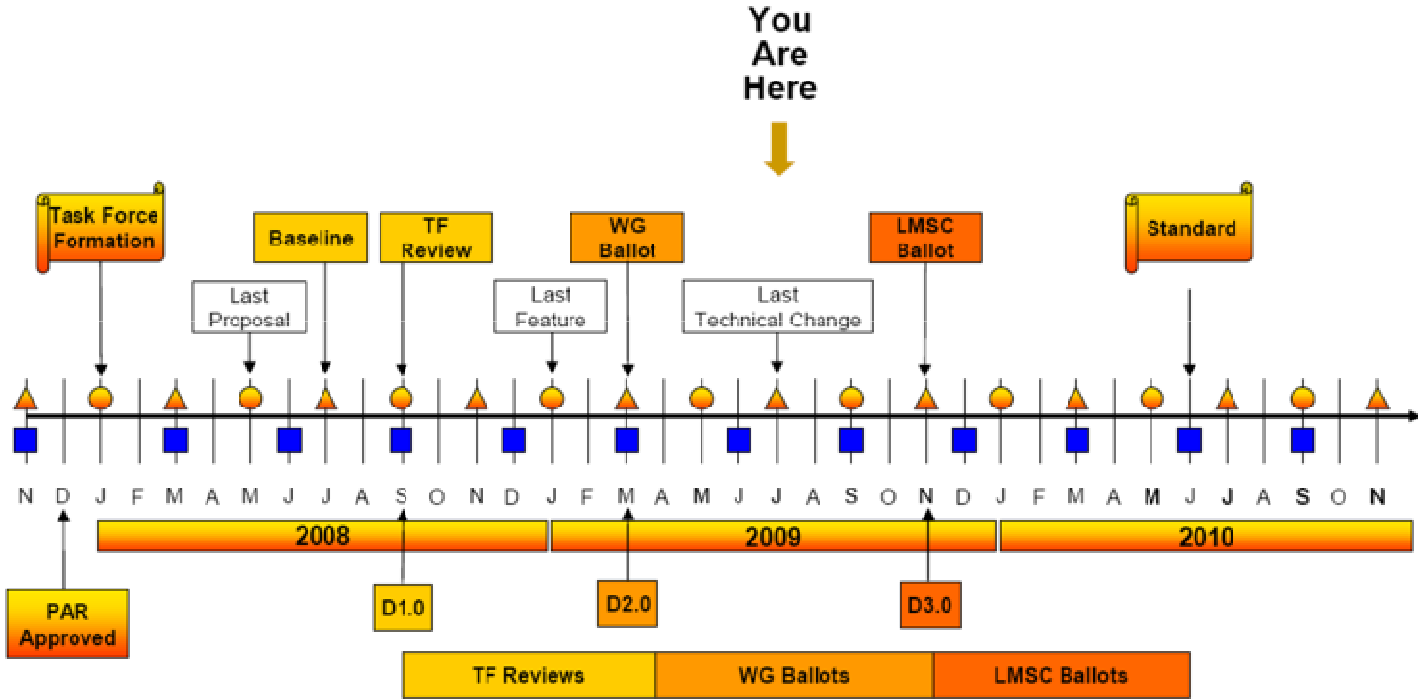 You
Are
Here
Task Force
Formation
Baseline
TF
Review
WG
Ballot
LMSC
Ballot
Standard
Last
Proposal
Last
Feature
Last
Technical Change
N D J F M A M J J A S O N D J F M A M J J A S O N D J F M A M J J A S O N
2008 2009 2010
PAR
Approved
D1.0
D2.0
D3.0
TF Reviews WG Ballots LMSC Ballots